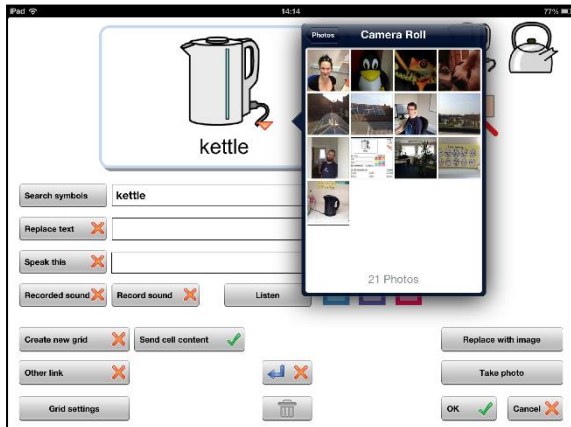 iPad 14:14 77%
Photos Camera Roll
kettle
Search symbols kettle
Replace text
Speak this
21 Photos
Recorded sound Record sound Listen
Create new grid Send cell content Replace with image
Other link Take photo
Grid settings OK Cancel